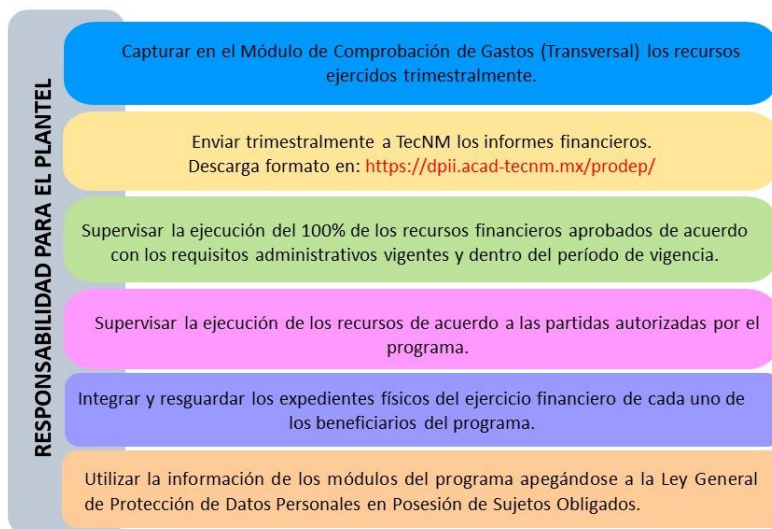 RESPONSABILIDAD PARA EL PLANTEL
Capturar en el Módulo de Comprobación de Gastos (Transversal) los recursos
ejercidos trimestralmente.
Enviar trimestralmente a TecNM los informes financieros.
Descarga formato en: https://dpii.acad-tecnm.mx/prodep/
Supervisar la ejecución del 100% de los recursos financieros aprobados de acuerdo
con los requisitos administrativos vigentes y dentro del período de vigencia.
Supervisar la ejecución de los recursos de acuerdo a las partidas autorizadas por el
programa.
Integrar y resguardar los expedientes físicos del ejercicio financiero de cada uno de
los beneficiarios del programa.
Utilizar la información de los módulos del programa apegándose a la Ley General
de Protección de Datos Personales en Posesión de Sujetos Obligados.